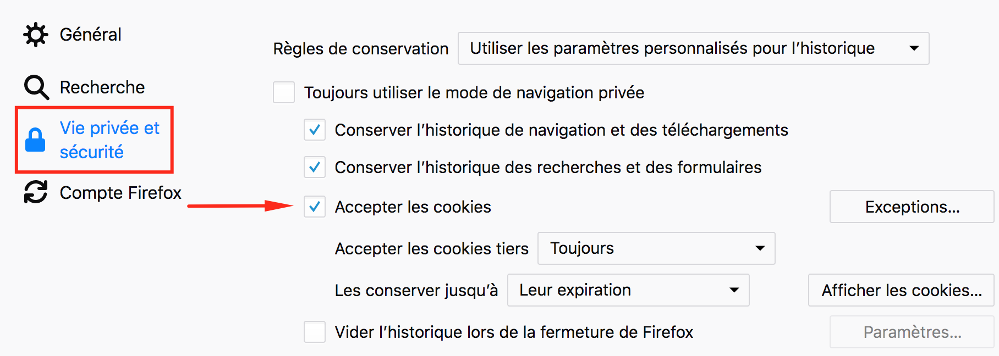 Général
Recherche
Vie privée et
sécurité
Compte Firefox
Règles de conservation Utiliser les paramètres personnalisés pour l’historique
Toujours utiliser le mode de navigation privée
Conserver l’historique de navigation et des téléchargements
Conserver l’historique des recherches et des formulaires
Accepter les cookies Exceptions...
Accepter les cookies tiers Toujours
Les conserver jusqu’à Leur expiration Afficher les cookies...
Vider l’historique lors de la fermeture de Firefox Paramètres...